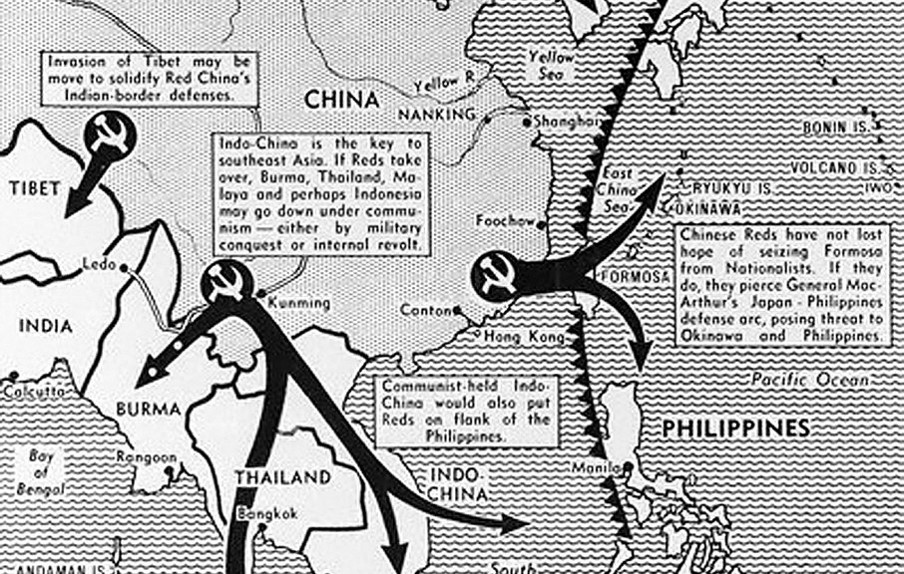 Invasion of Tibet may be
move to solidify Red China's
Indian-border defenses.
CHINA
Yellow R.
Yellow
Sea
NANKING
Shanghai
BONIN IS.
Indo-China is the key to
southeast Asia. If Reds take
over, Burma, Thailand, Ma-
laya and perhaps Indonesia
may go down under commu-
nism — either by military
conquest or internal revolt.
TIBET
East
China
Sea
VOLCANO IS.
IWO
RYUKYU IS.
OKINAWA
Foochow
Chinese Reds have not lost
hope of seizing Formosa
from Nationalists. If they
do, they pierce General Mac-
Arthur's Japan - Philippines
defense arc, posing threat to
Okinawa and Philippines.
Ledo
FORMOSA
Kunming
Canton
INDIA
Hong Kong
Calcutta
Communist-held Indo-
China would also put
Reds on flank of the
Philippines.
Pacific Ocean
BURMA
PHILIPPINES
Bay
of
Bengal
Rangoon
Manila
THAILAND
INDO-
CHINA
Bangkok
ANDAMAN IS.
South